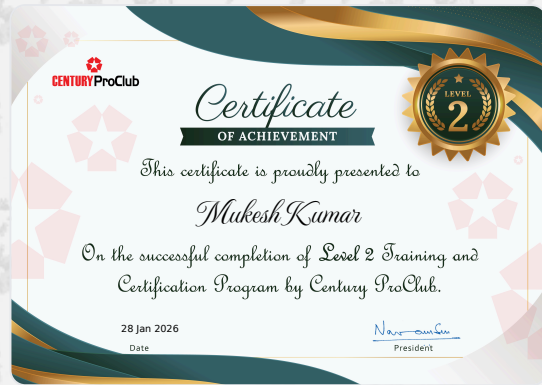 CENTURY ProClub
LEVEL
2
Certificate
OF ACHIEVEMENT
This certificate is proudly presented to
Mukesh Kumar
On the successful completion of Level 2 Training and
Certification Program by Century ProClub.
28 Jan 2026
Date
President